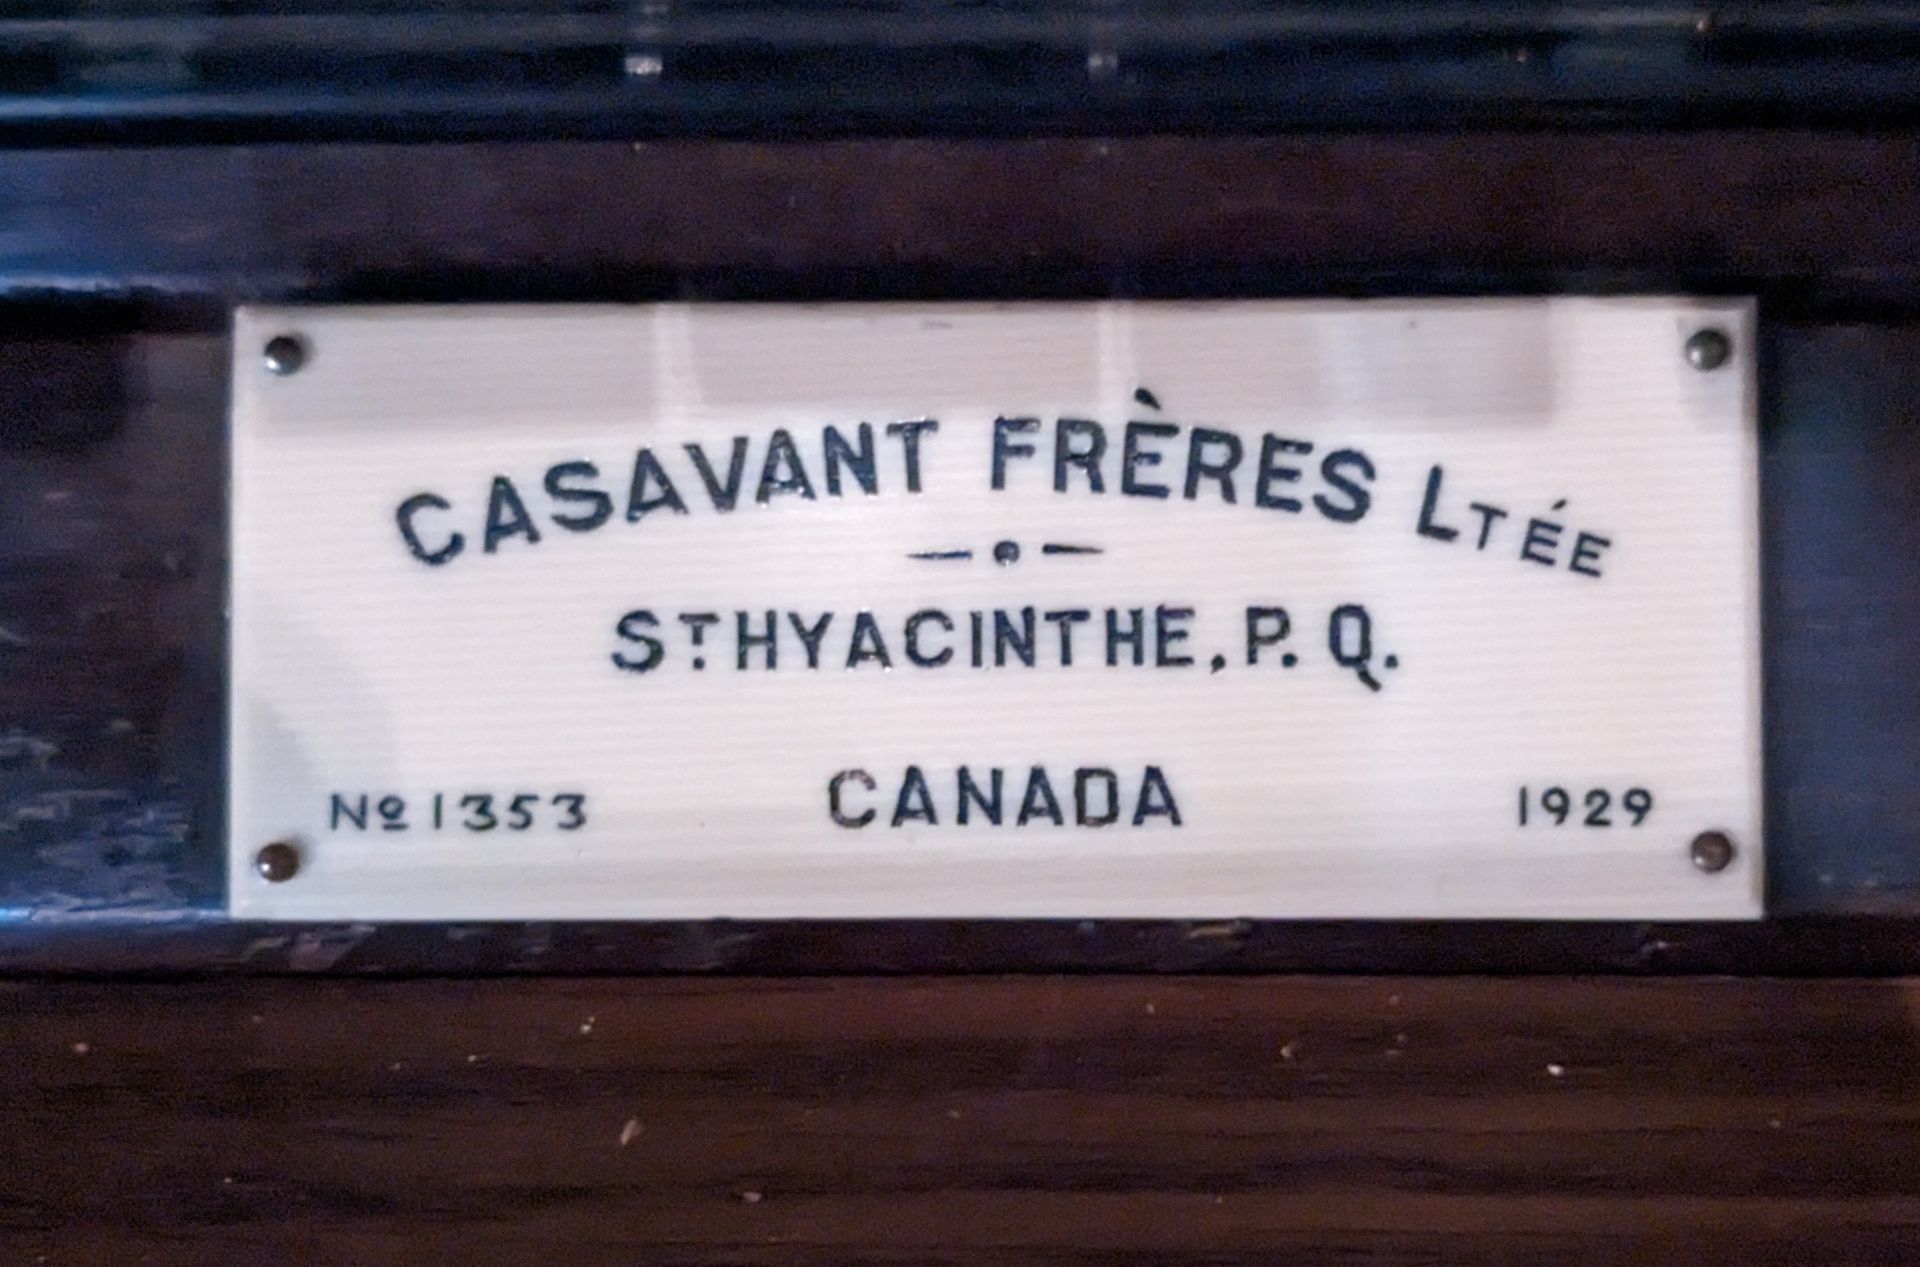 CASAVANT FRÈRES LTÉE
ST HYACINTHE, P. Q.
CANADA
Nº 1353
1929